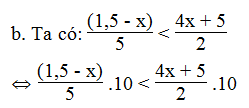 b. Ta có: (1,5 - x)/5 < (4x + 5)/2
⇔ (1,5 - x)/5 .10 < (4x + 5)/2 .10